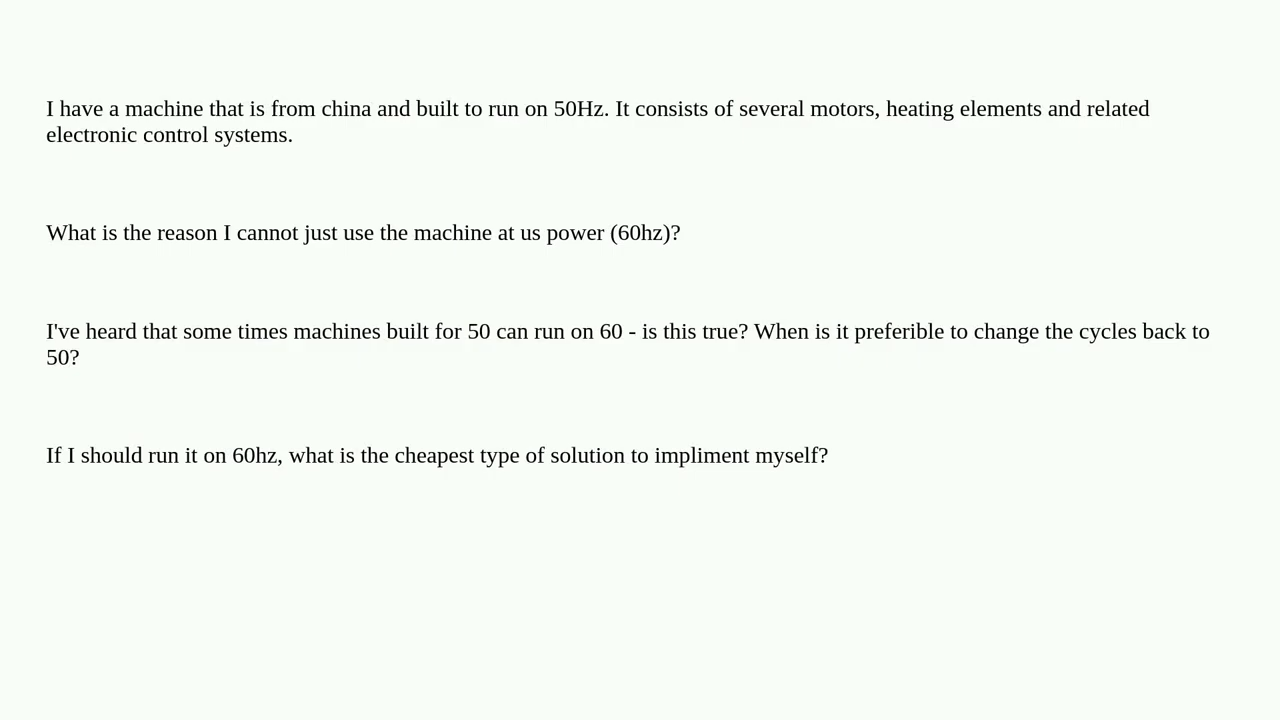 I have a machine that is from china and built to run on 50Hz. It consists of several motors, heating elements and related
electronic control systems.
What is the reason I cannot just use the machine at us power (60hz)?
I've heard that some times machines built for 50 can run on 60 - is this true? When is it preferible to change the cycles back to
50?
If I should run it on 60hz, what is the cheapest type of solution to impliment myself?